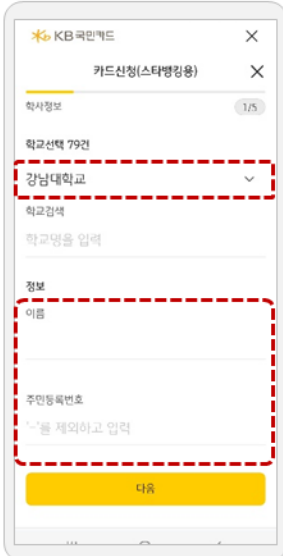 KB 국민카드
카드신청(스타뱅킹용)
학사정보
1/5
학교선택 79건
강남대학교
학교검색
학교명을 입력
정보
이름
주민등록번호
'-'를 제외하고 입력
다음